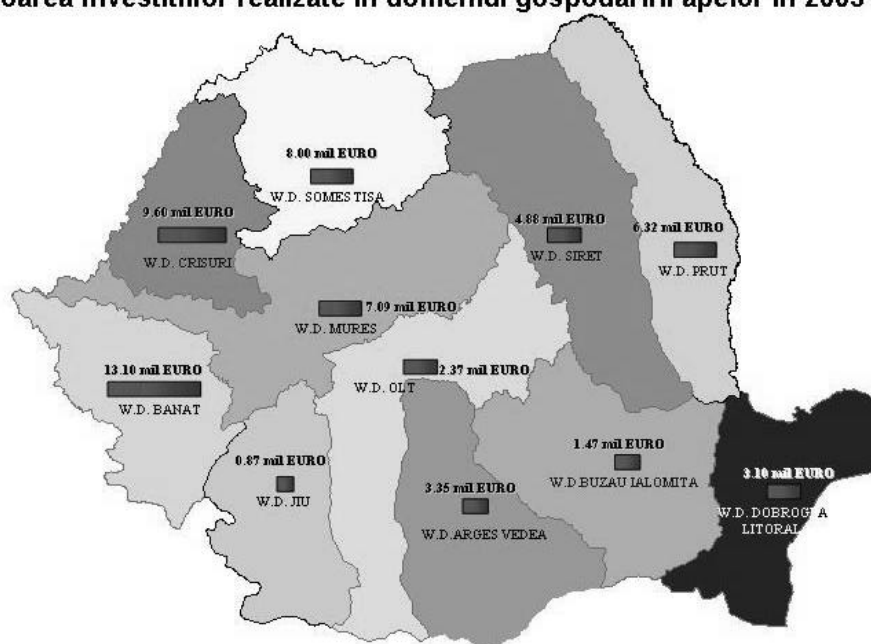 oarea investitiilor realizate in domeniul gospodaririi apelor in 2003
8.00 mil EURO
W.D. SOMES TISA
9.60 mil EURO
W.D. CRISURI
4.88 mil EURO
W.D. SIRET
6.32 mil EURO
W.D. PRUT
7.09 mil EURO
W.D. MURES
13.10 mil EURO
W.D. BANAT
2.37 mil EURO
W.D. OLT
0.87 mil EURO
W.D. JIU
3.35 mil EURO
W.D. ARGES VEDEA
1.47 mil EURO
W.D.BUZAU IALOMITA
3.10 mil EURO
W.D. DOBROGEA
LITORAL